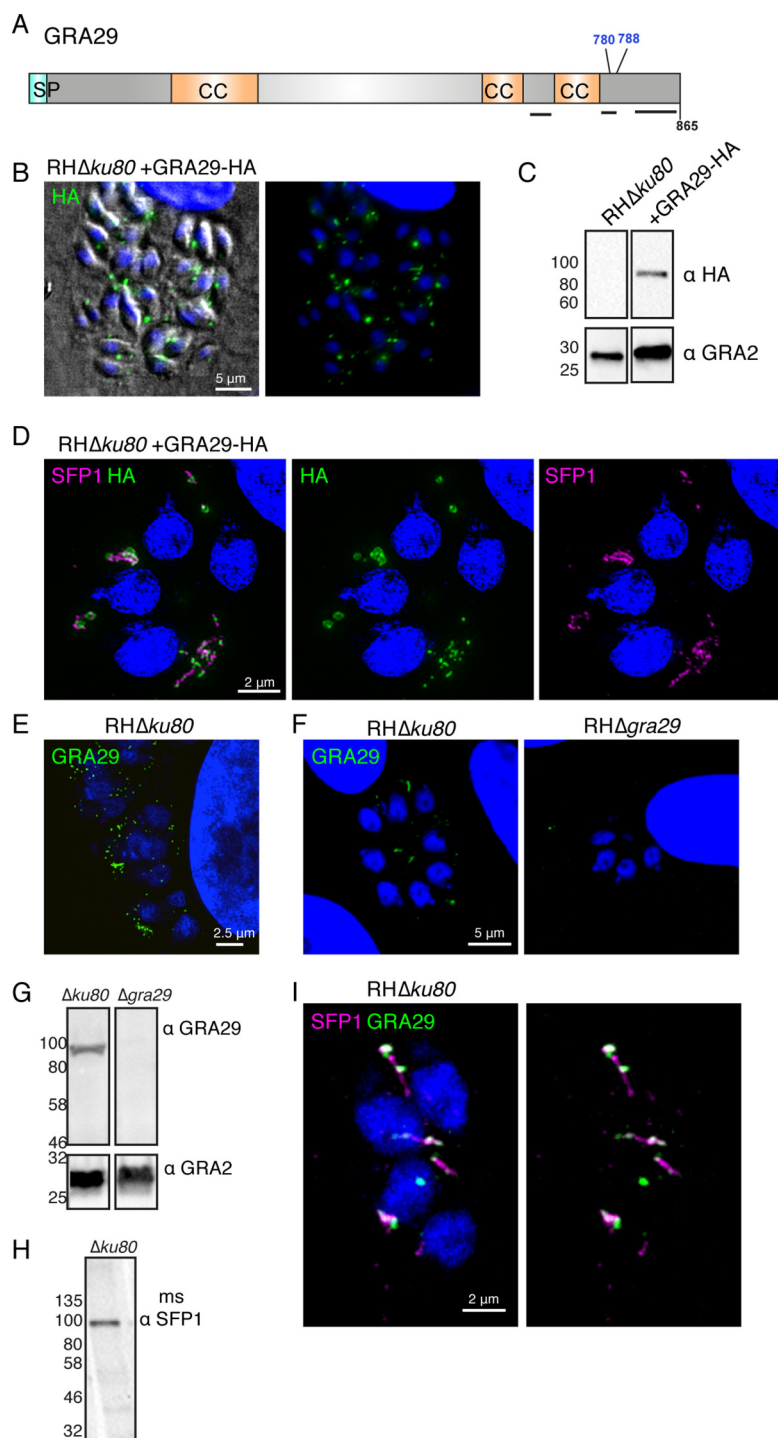 A
GRA29
780 788
SP
CC
CC
CC
865
B
RHΔku80 +GRA29-HA
HA
5 µm
C
RHΔku80
+GRA29-HA
100
80
60
α HA
30
25
α GRA2
D
RHΔku80 +GRA29-HA
SFP1 HA
HA
SFP1
2 µm
E
RHΔku80
GRA29
2.5 µm
F
RHΔku80
RHΔgra29
GRA29
5 µm
G
Δku80 Δgra29
α GRA29
100
80
58
46
32
α GRA2
25
H
Δku80
ms
135
100
α SFP1
80
58
46
32
I
RHΔku80
SFP1 GRA29
2 µm